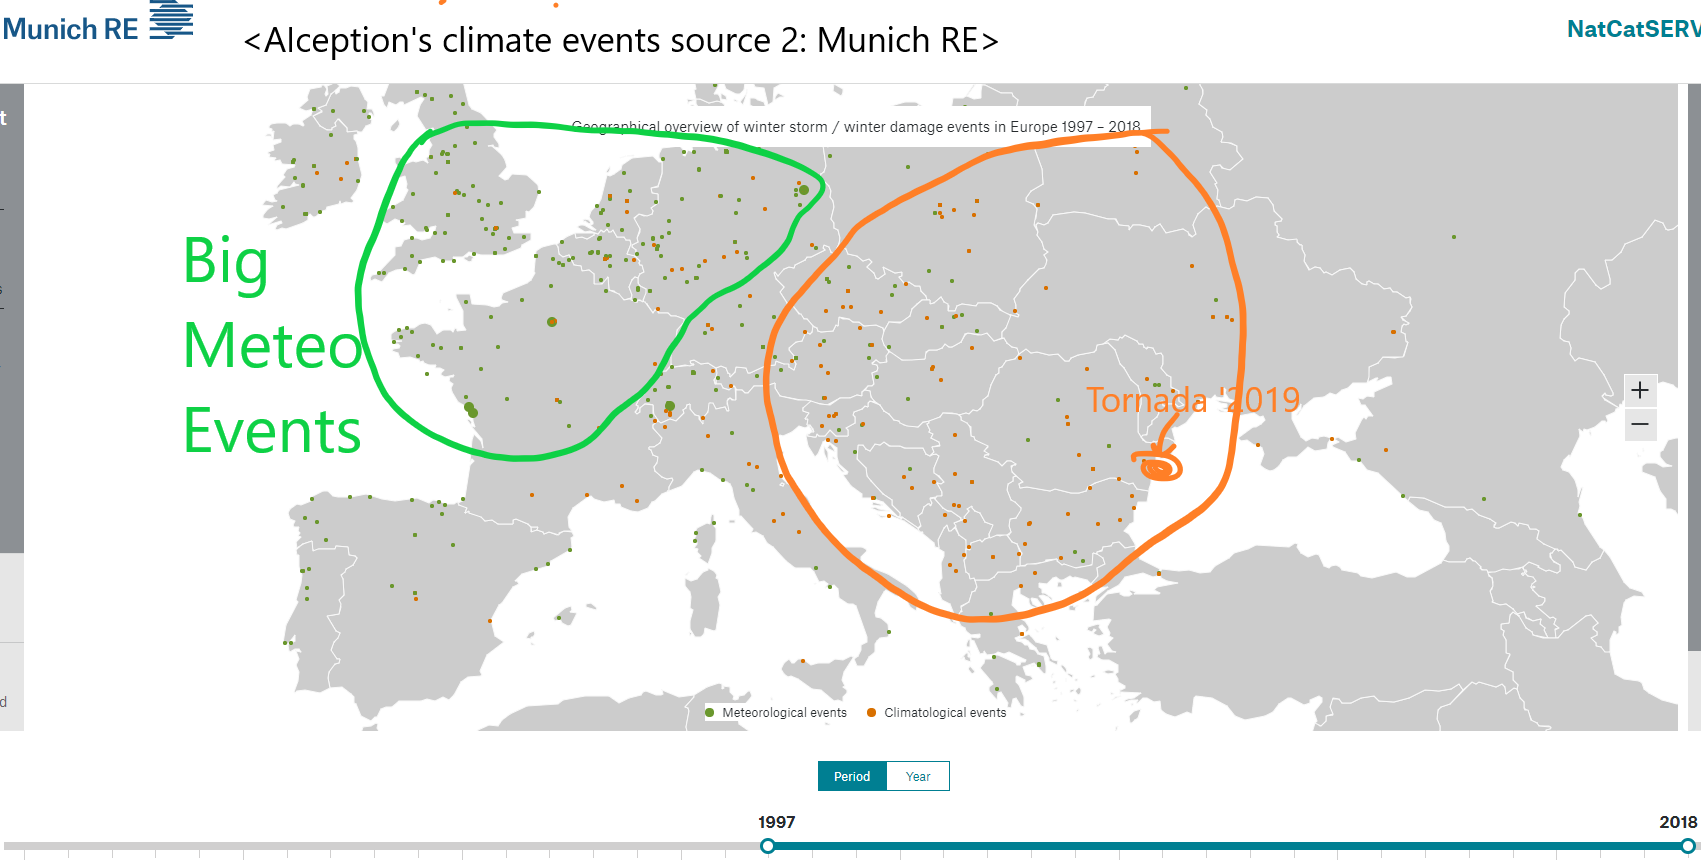 Munich RE
<AIception's climate events source 2: Munich RE>
NatCatSERV
t
Geographical overview of winter storm / winter damage events in Europe 1997 – 2018
Big
Meteo
Events
s
Tornada '2019
+
−
d
Meteorological events
Climatological events
Period
Year
1997
2018